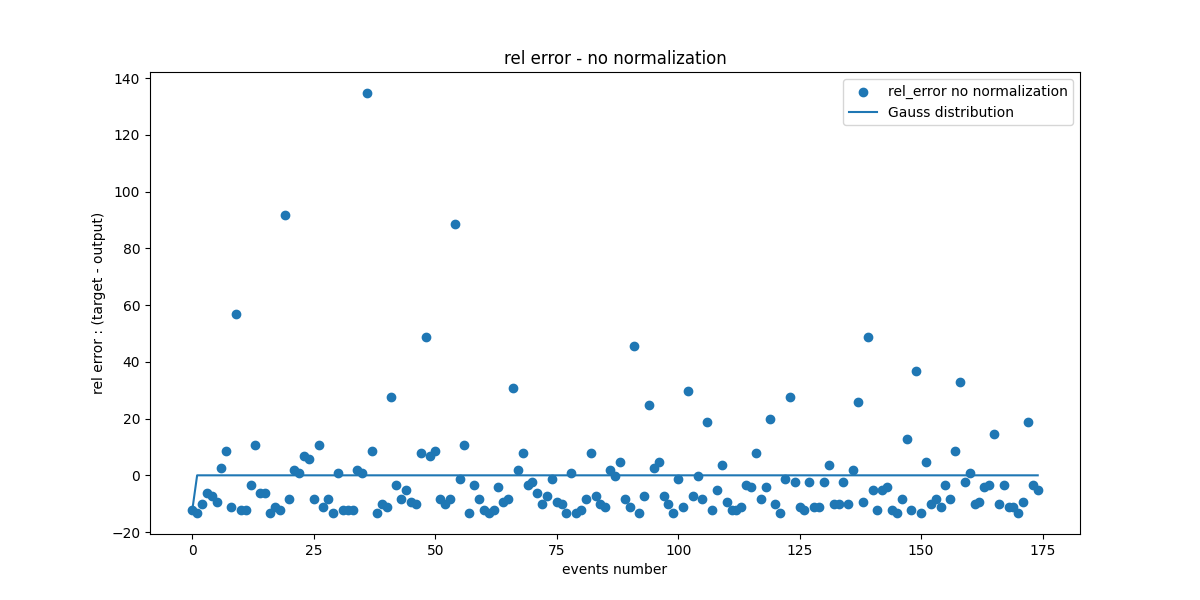 rel error - no normalization
rel_error no normalization
Gauss distribution
rel error : (target - output)
140
120
100
80
60
40
20
0
−20
0 25 50 75 100 125 150 175
events number